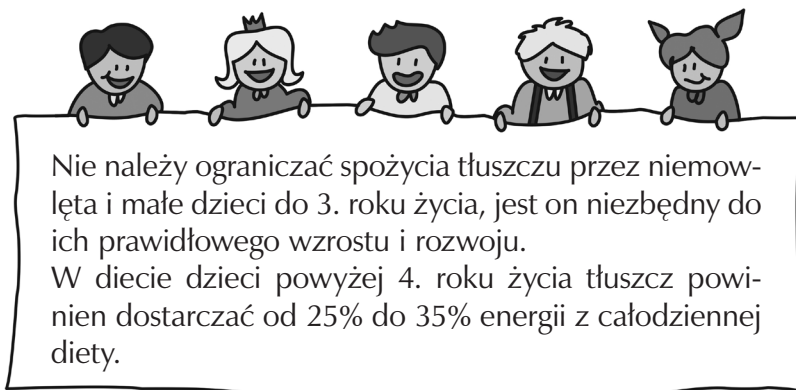 Nie należy ograniczać spożycia tłuszczu przez niemow-
lęta i małe dzieci do 3. roku życia, jest on niezbędny do
ich prawidłowego wzrostu i rozwoju.
W diecie dzieci powyżej 4. roku życia tłuszcz powi-
nien dostarczać od 25% do 35% energii z całodziennej
diety.